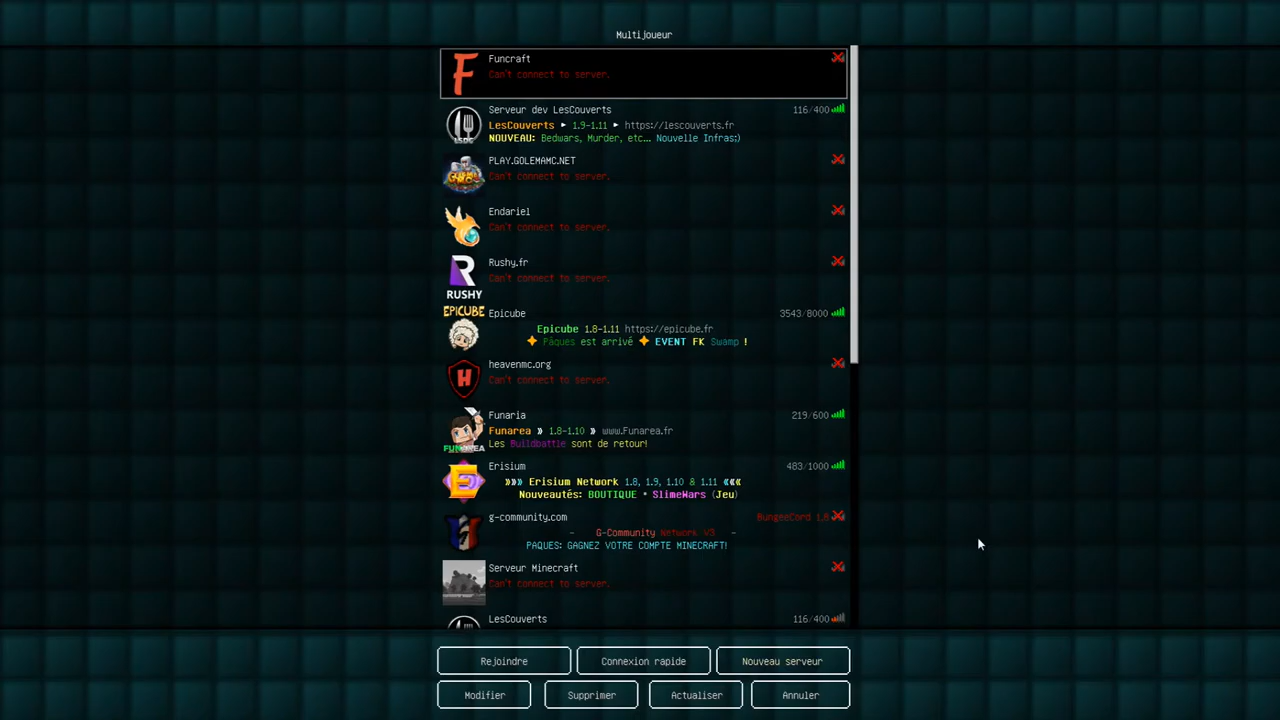 Multijoueur
Funcraft
Can't connect to server.
Serveur dev LesCouverts 116/400
LesCouverts ▸ 1.9-1.11 ▸ https://lescouverts.fr
NOUVEAU: Bedwars, Murder, etc... Nouvelle Infras;)
PLAY.GOLEMAMC.NET
Can't connect to server.
Endariel
Can't connect to server.
Rushy.fr
Can't connect to server.
RUSHY
EPICUBE
Epicube 3543/8000
Epicube 1.8-1.11 https://epicube.fr
✦ Pâques est arrivé ✦ EVENT FK Swamp !
heavenmc.org
Can't connect to server.
H
Funaria 219/600
Funarea » 1.8-1.10 » www.Funarea.fr
Les Buildbattle sont de retour!
FUNAREA
Erisium 483/1000
»»» Erisium Network 1.8, 1.9, 1.10 & 1.11 «««
Nouveautés: BOUTIQUE • SlimeWars (Jeu)
g-community.com BungeeCord 1.8
- G-Community Network V3 -
PAQUES: GAGNEZ VOTRE COMPTE MINECRAFT!
Serveur Minecraft
Can't connect to server.
LesCouverts 116/400
Rejoindre Connexion rapide Nouveau serveur
Modifier Supprimer Actualiser Annuler